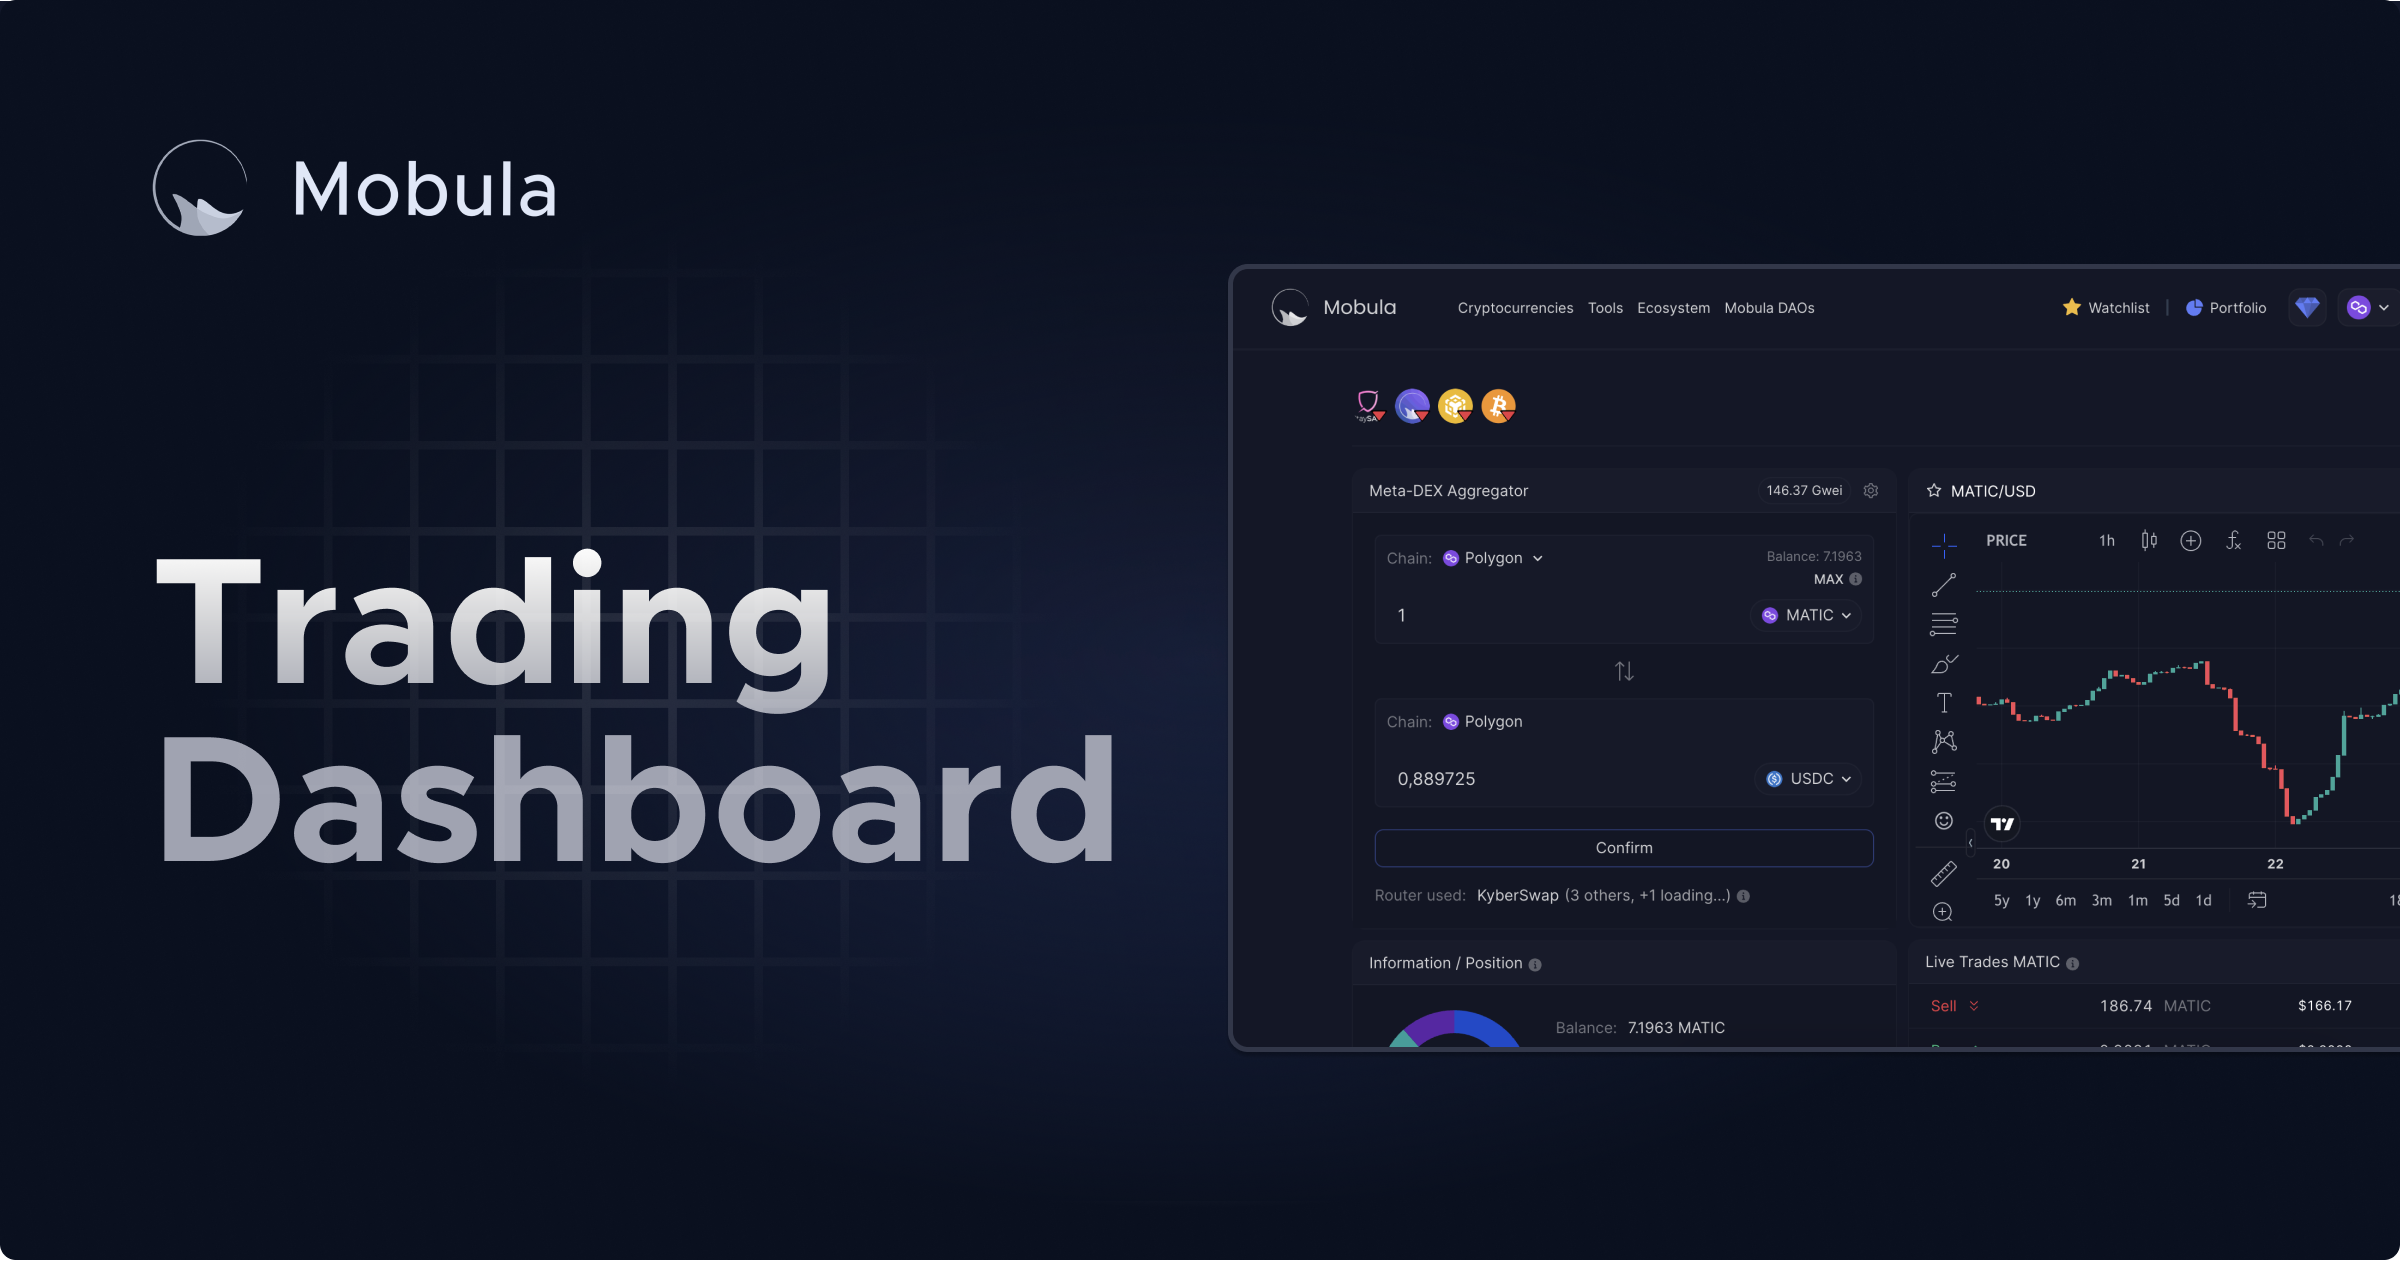 Mobula
Trading
Dashboard
Mobula
Cryptocurrencies Tools Ecosystem Mobula DAOs
Watchlist | Portfolio
Meta-DEX Aggregator
146.37 Gwei
Chain: Polygon
Balance: 7.1963
MAX
1
MATIC
Chain: Polygon
0,889725
USDC
Confirm
Router used: KyberSwap (3 others, +1 loading...)
Information / Position
Balance: 7.1963 MATIC
MATIC/USD
PRICE
1h
20 21 22
5y 1y 6m 3m 1m 5d 1d
Live Trades MATIC
Sell 186.74 MATIC $166.17